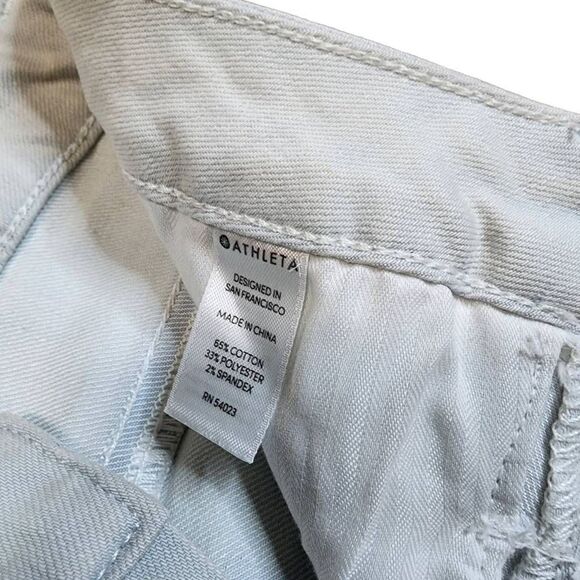 ATHLETA
DESIGNED IN
SAN FRANCISCO
MADE IN CHINA
65% COTTON
33% POLYESTER
2% SPANDEX
RN 54023